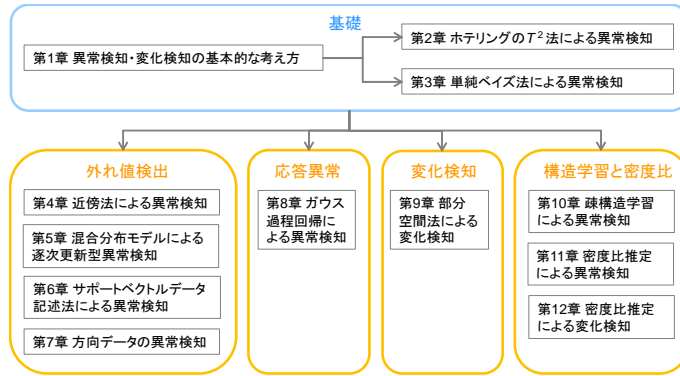 基礎
第1章 異常検知・変化検知の基本的な考え方
第2章 ホテリングのT²法による異常検知
第3章 単純ベイズ法による異常検知
外れ値検出
第4章 近傍法による異常検知
第5章 混合分布モデルによる
逐次更新型異常検知
第6章 サポートベクトルデータ
記述法による異常検知
第7章 方向データの異常検知
応答異常
第8章 ガウス
過程回帰に
よる異常検知
変化検知
第9章 部分
空間法による
変化検知
構造学習と密度比
第10章 疎構造学習
による異常検知
第11章 密度比推定
による異常検知
第12章 密度比推定
による変化検知